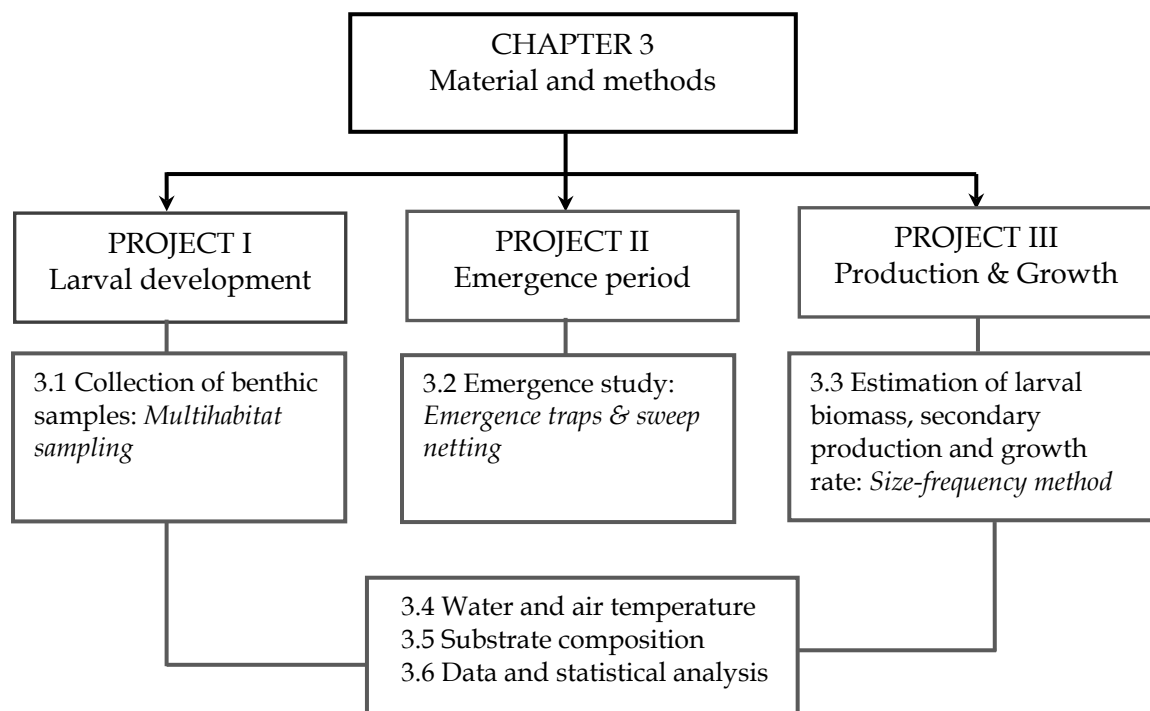 CHAPTER 3
Material and methods
PROJECT I
Larval development
PROJECT II
Emergence period
PROJECT III
Production & Growth
3.1 Collection of benthic
samples: Multihabitat
sampling
3.2 Emergence study:
Emergence traps & sweep
netting
3.3 Estimation of larval
biomass, secondary
production and growth
rate: Size-frequency method
3.4 Water and air temperature
3.5 Substrate composition
3.6 Data and statistical analysis